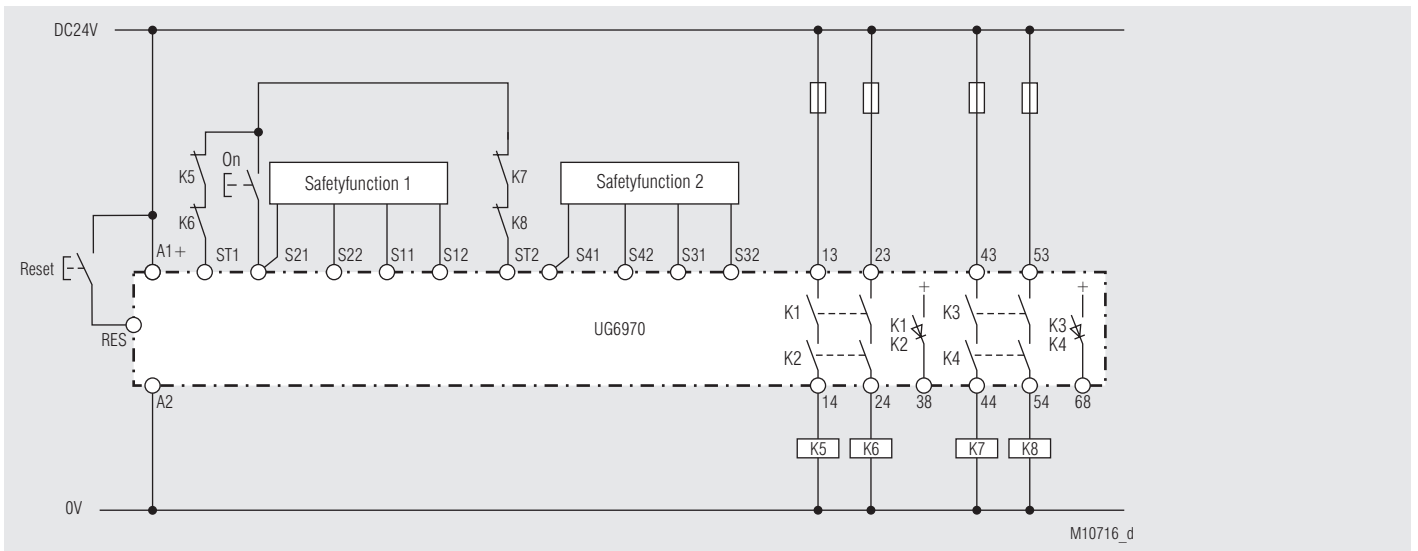 DC24V
On
K5
Safetyfunction 1
K7
Safetyfunction 2
K6
K8
A1+
ST1
S21
S22
S11
S12
ST2
S41
S42
S31
S32
13
23
43
53
Reset
+
+
K1
K1
K2
K3
K3
K4
RES
UG6970
K2
K4
A2
14
24
38
44
54
68
K5
K6
K7
K8
0V
M10716_d